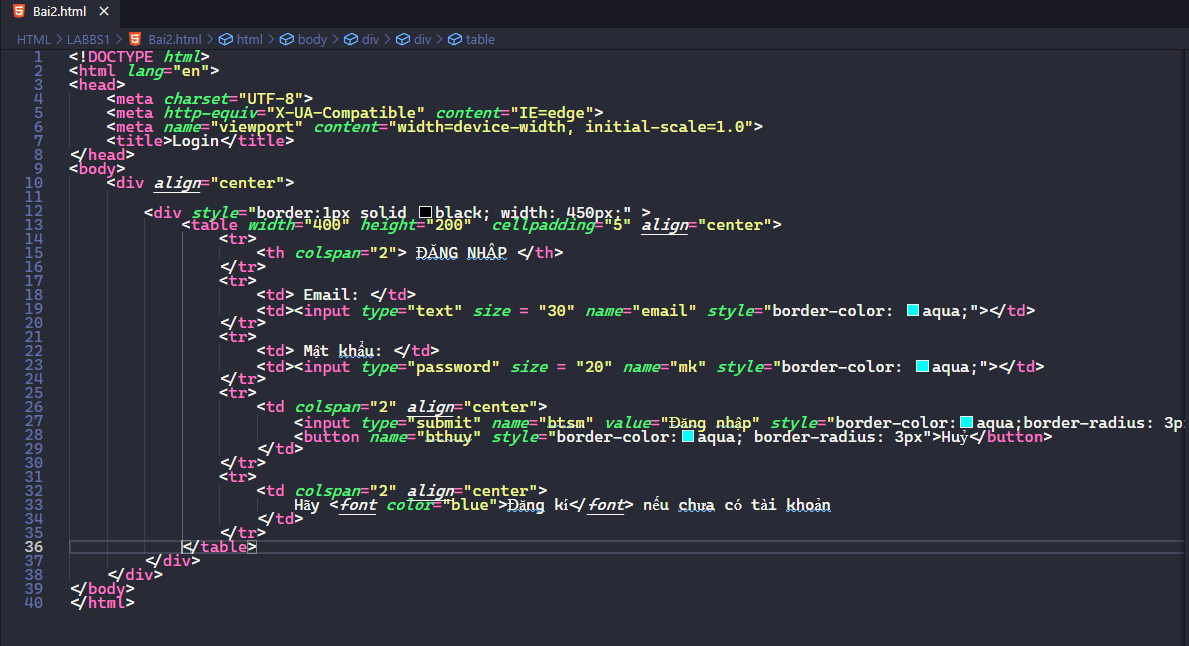 Bai2.html
HTML > LABBS1 > Bai2.html > html > body > div > div > table
1 <!DOCTYPE html>
2 <html lang="en">
3 <head>
4 <meta charset="UTF-8">
5 <meta http-equiv="X-UA-Compatible" content="IE=edge">
6 <meta name="viewport" content="width=device-width, initial-scale=1.0">
7 <title>Login</title>
8 </head>
9 <body>
10 <div align="center">
11
12 <div style="border:1px solid black; width: 450px;" >
13 <table width="400" height="200" cellpadding="5" align="center">
14 <tr>
15 <th colspan="2"> ĐĂNG NHẬP </th>
16 </tr>
17 <tr>
18 <td> Email: </td>
19 <td><input type="text" size = "30" name="email" style="border-color: aqua;"></td>
20 </tr>
21 <tr>
22 <td> Mật khẩu: </td>
23 <td><input type="password" size = "20" name="mk" style="border-color: aqua;"></td>
24 </tr>
25 <tr>
26 <td colspan="2" align="center">
27 <input type="submit" name="btsm" value="Đăng nhập" style="border-color:aqua;border-radius: 3p
28 <button name="bthuy" style="border-color:aqua; border-radius: 3px">Huỷ</button>
29 </td>
30 </tr>
31 <tr>
32 <td colspan="2" align="center">
33 Hãy <font color="blue">Đăng kí</font> nếu chưa có tài khoản
34 </td>
35 </tr>
36 </table>
37 </div>
38 </div>
39 </body>
40 </html>